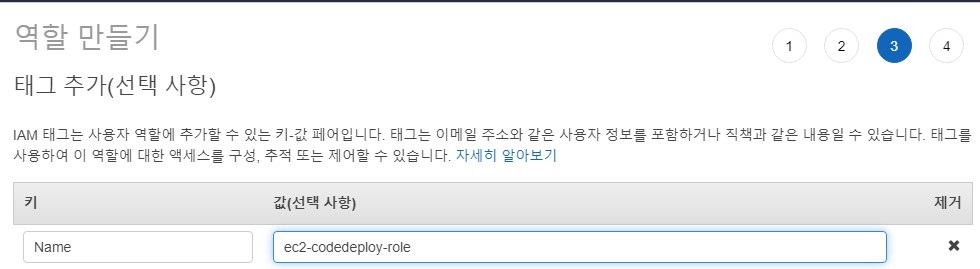 역할 만들기
1 2 3 4
태그 추가(선택 사항)
IAM 태그는 사용자 역할에 추가할 수 있는 키-값 페어입니다. 태그는 이메일 주소와 같은 사용자 정보를 포함하거나 직책과 같은 내용일 수 있습니다. 태그를
사용하여 이 역할에 대한 액세스를 구성, 추적 또는 제어할 수 있습니다. 자세히 알아보기
키 값(선택 사항) 제거
Name ec2-codedeploy-role